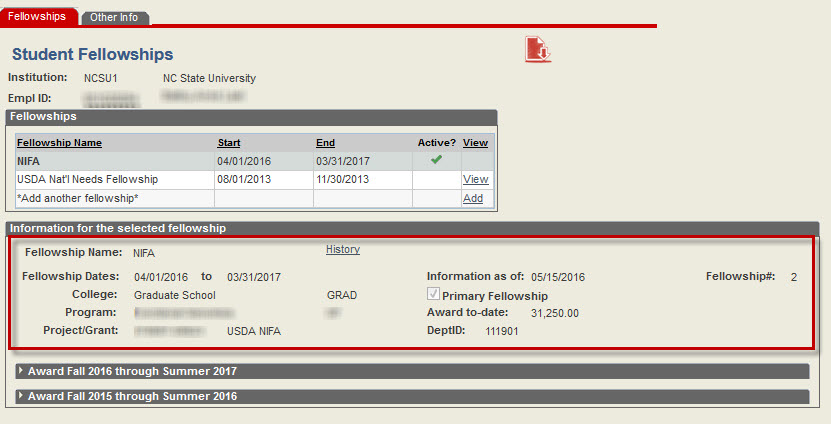 Fellowships Other Info
Student Fellowships
Institution: NCSU1 NC State University
Empl ID:
Fellowships
Fellowship Name Start End Active? View
NIFA 04/01/2016 03/31/2017
USDA Nat'l Needs Fellowship 08/01/2013 11/30/2013 View
*Add another fellowship* Add
Information for the selected fellowship
Fellowship Name: NIFA History
Fellowship Dates: 04/01/2016 to 03/31/2017 Information as of: 05/15/2016 Fellowship#: 2
College: Graduate School GRAD Primary Fellowship
Program: Award to-date: 31,250.00
Project/Grant: USDA NIFA DeptID: 111901
Award Fall 2016 through Summer 2017
Award Fall 2015 through Summer 2016